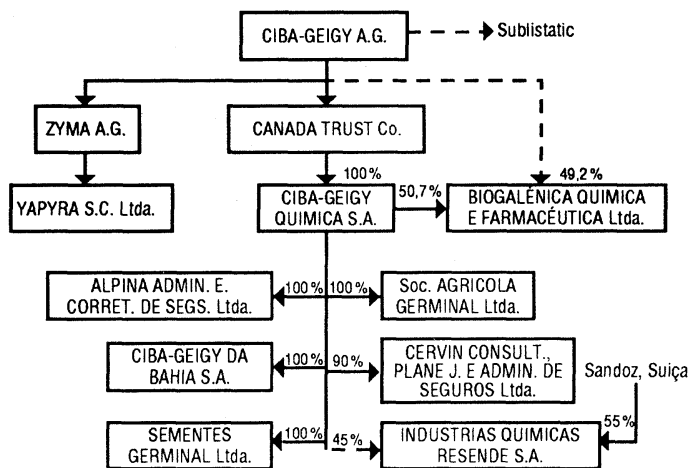 CIBA-GEIGY A.G.
Sublistatic
ZYMA A.G.
CANADA TRUST Co.
100%
49,2%
YAPYRA S.C. Ltda.
CIBA-GEIGY
QUIMICA S.A.
50,7%
BIOGALÉNICA QUIMICA
E FARMACÉUTICA Ltda.
ALPINA ADMIN. E.
CORRET. DE SEGS. Ltda.
100%
100%
Soc. AGRICOLA
GERMINAL Ltda.
CIBA-GEIGY DA
BAHIA S.A.
100%
90%
CERVIN CONSULT.,
PLANE J. E ADMIN. DE
SEGUROS Ltda.
Sandoz, Suiça
SEMENTES
GERMINAL Ltda.
100%
45%
INDUSTRIAS QUIMICAS
RESENDE S.A.
55%